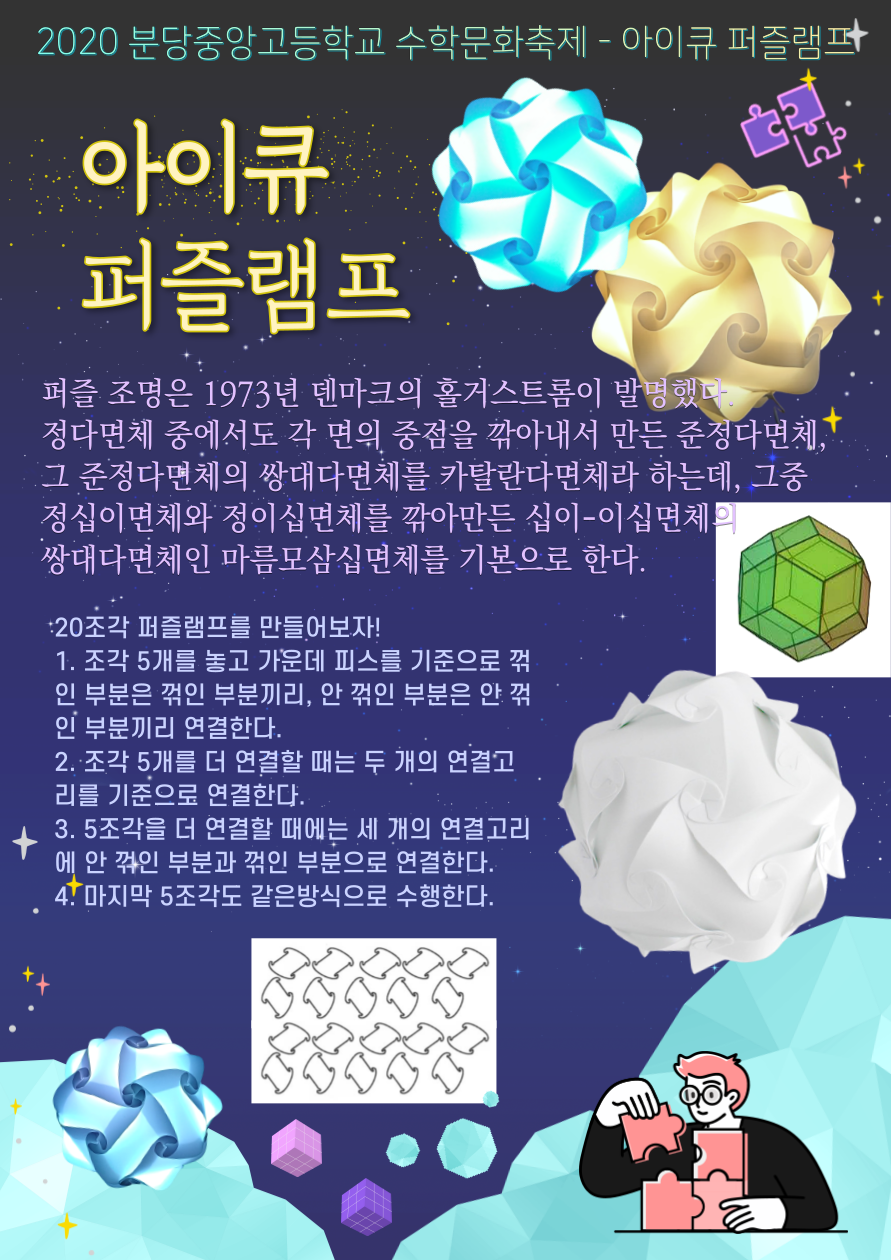 2020 분당중앙고등학교 수학문화축제 - 아이큐 퍼즐램프
아이큐
퍼즐램프
퍼즐 조명은 1973년 덴마크의 홀거스트롬이 발명했다.
정다면체 중에서도 각 면의 중점을 깎아내서 만든 준정다면체,
그 준정다면체의 쌍대다면체를 카탈란다면체라 하는데, 그중
정십이면체와 정이십면체를 깎아만든 십이-이십면체의
쌍대다면체인 마름모삼십면체를 기본으로 한다.
20조각 퍼즐램프를 만들어보자!
1. 조각 5개를 놓고 가운데 피스를 기준으로 꺾
인 부분은 꺾인 부분끼리, 안 꺾인 부분은 안 꺾
인 부분끼리 연결한다.
2. 조각 5개를 더 연결할 때는 두 개의 연결고
리를 기준으로 연결한다.
3. 5조각을 더 연결할 때에는 세 개의 연결고리
에 안 꺾인 부분과 꺾인 부분으로 연결한다.
4. 마지막 5조각도 같은방식으로 수행한다.